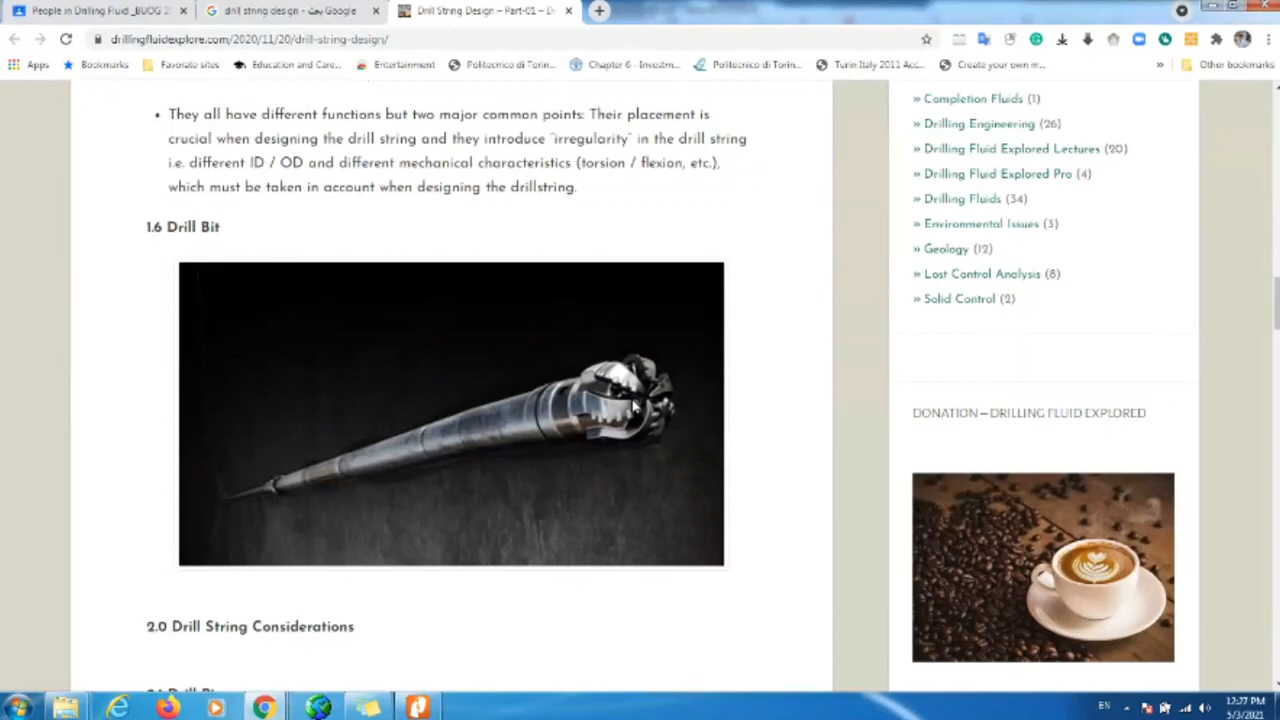 People in Drilling Fluid _BUOG 2
drill string design - بحث Google
Drill String Design – Part-01 – D
drillingfluidexplore.com/2020/11/20/drill-string-design/
Apps
Bookmarks
Favorite sites
Education and Care...
Entertainment
Politecnico di Torin...
Chapter 6 - Investm...
Politecnico di Torin...
Turin Italy 2011 Acc...
Create your own m...
»
Other bookmarks
• They all have different functions but two major common points: Their placement is
crucial when designing the drill string and they introduce "irregularity" in the drill string
i.e. different ID / OD and different mechanical characteristics (torsion / flexion, etc.),
which must be taken in account when designing the drillstring.
1.6 Drill Bit
2.0 Drill String Considerations
» Completion Fluids (1)
» Drilling Engineering (26)
» Drilling Fluid Explored Lectures (20)
» Drilling Fluid Explored Pro (4)
» Drilling Fluids (34)
» Environmental Issues (3)
» Geology (12)
» Lost Control Analysis (8)
» Solid Control (2)
DONATION – DRILLING FLUID EXPLORED
EN
12:27 PM
5/3/2021